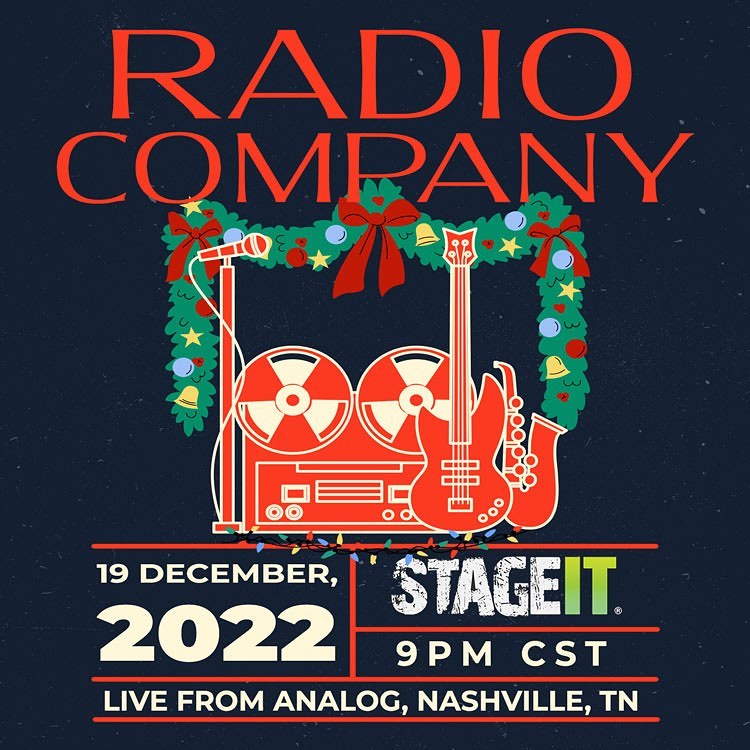 RADIO
COMPANY
19 DECEMBER,
2022
STAGEIT®
9PM CST
LIVE FROM ANALOG, NASHVILLE, TN